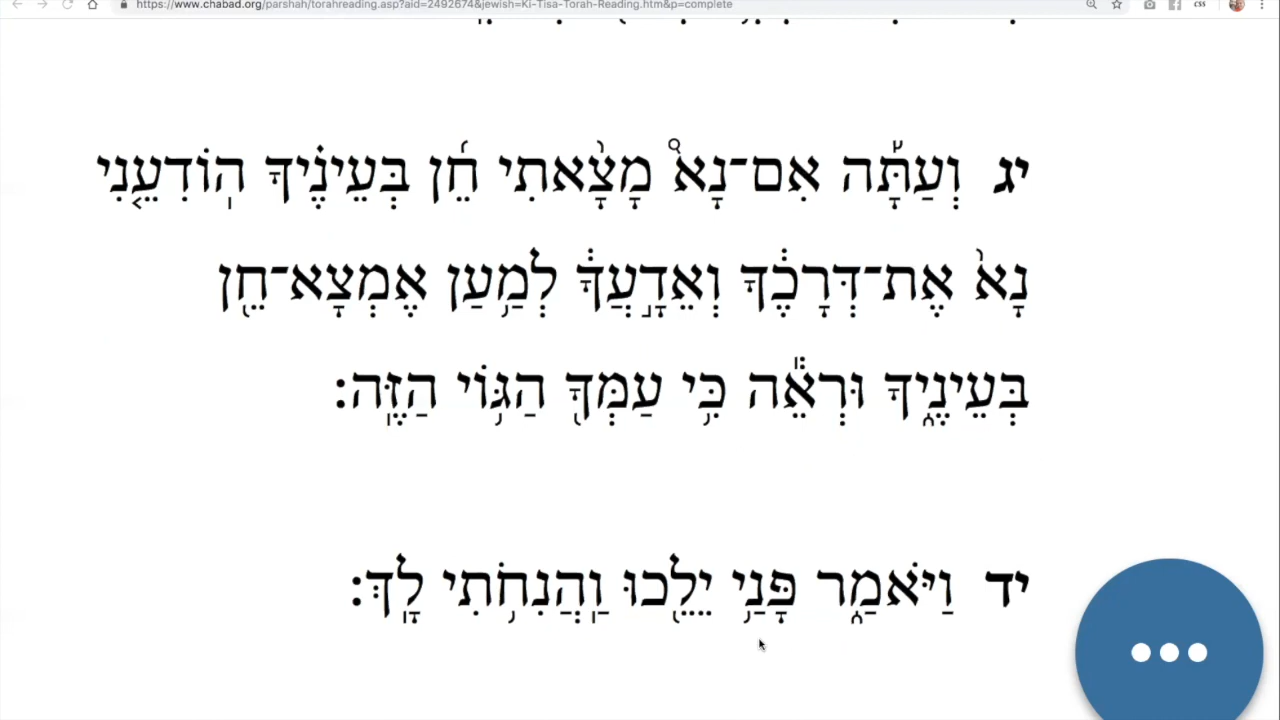 https://www.chabad.org/parshah/torahreading.asp?aid=2492674&jewish=Ki-Tisa-Torah-Reading.htm&p=complete
css
יג וְעַתָּ֡ה אִם־נָא֩ מָצָ֨אתִי חֵ֜ן בְּעֵינֶ֗יךָ הֽוֹדִעֵ֤נִי
נָא֙ אֶת־דְּרָכֶ֔ךָ וְאֵדָ֣עֲךָ֔ לְמַ֥עַן אֶמְצָא־חֵ֖ן
בְּעֵינֶ֑יךָ וּרְאֵ֕ה כִּ֥י עַמְּךָ֖ הַגּ֥וֹי הַזֶּֽה׃
יד וַיֹּאמַ֑ר פָּנַ֥י יֵלֵ֖כוּ וַֽהֲנִחֹ֥תִי לָֽךְ׃